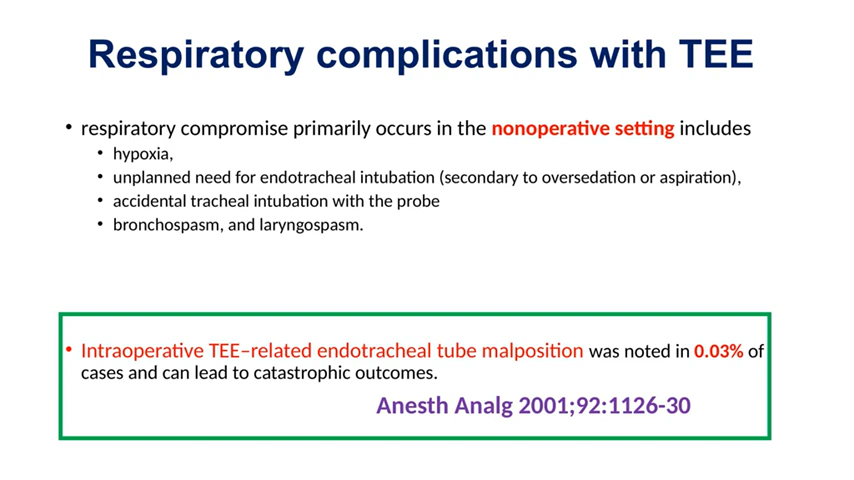 Respiratory complications with TEE
• respiratory compromise primarily occurs in the nonoperative setting includes
• hypoxia,
• unplanned need for endotracheal intubation (secondary to oversedation or aspiration),
• accidental tracheal intubation with the probe
• bronchospasm, and laryngospasm.
• Intraoperative TEE–related endotracheal tube malposition was noted in 0.03% of
cases and can lead to catastrophic outcomes.
Anesth Analg 2001;92:1126-30